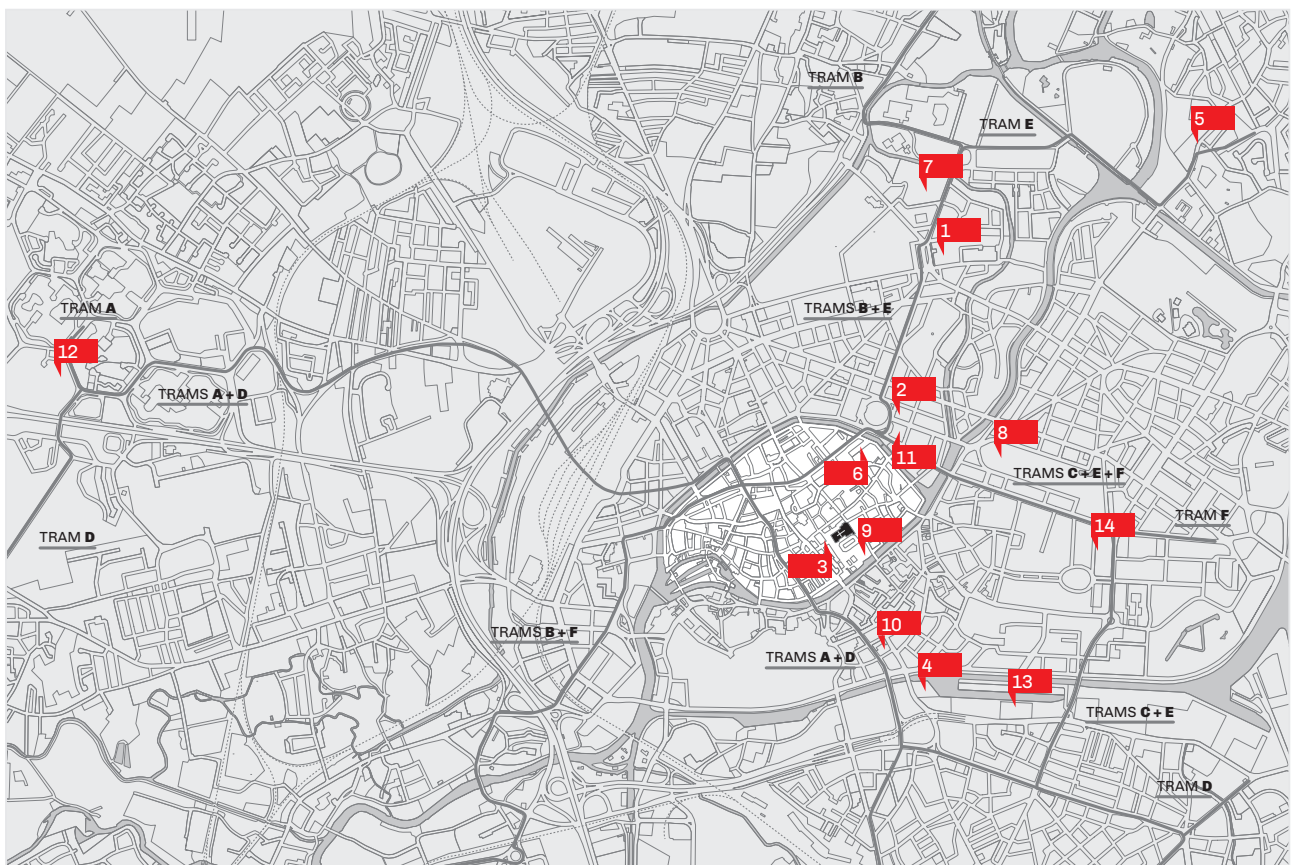 TRAM B
5
TRAM E
7
1
TRAM A
TRAMS B + E
12
TRAMS A + D
2
8
11
6
TRAMS C + E + F
TRAM F
14
9
TRAM D
3
10
TRAMS B + F
TRAMS A + D
4
13
TRAMS C + E
TRAM D